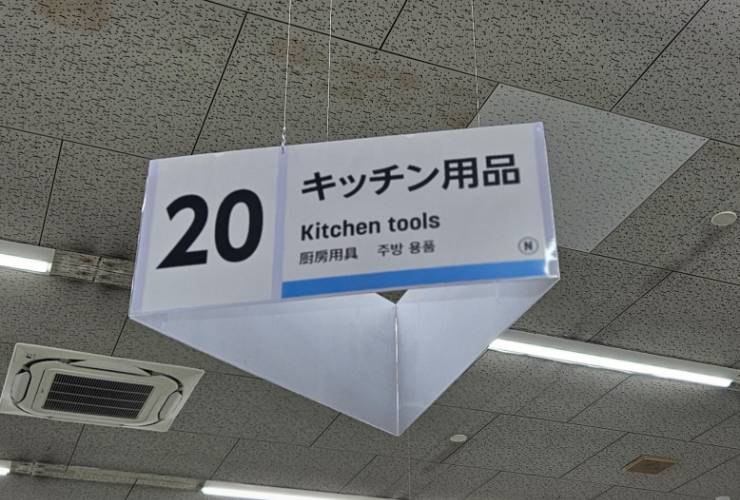 20
キッチン用品
Kitchen tools
厨房用具 주방 용품
N